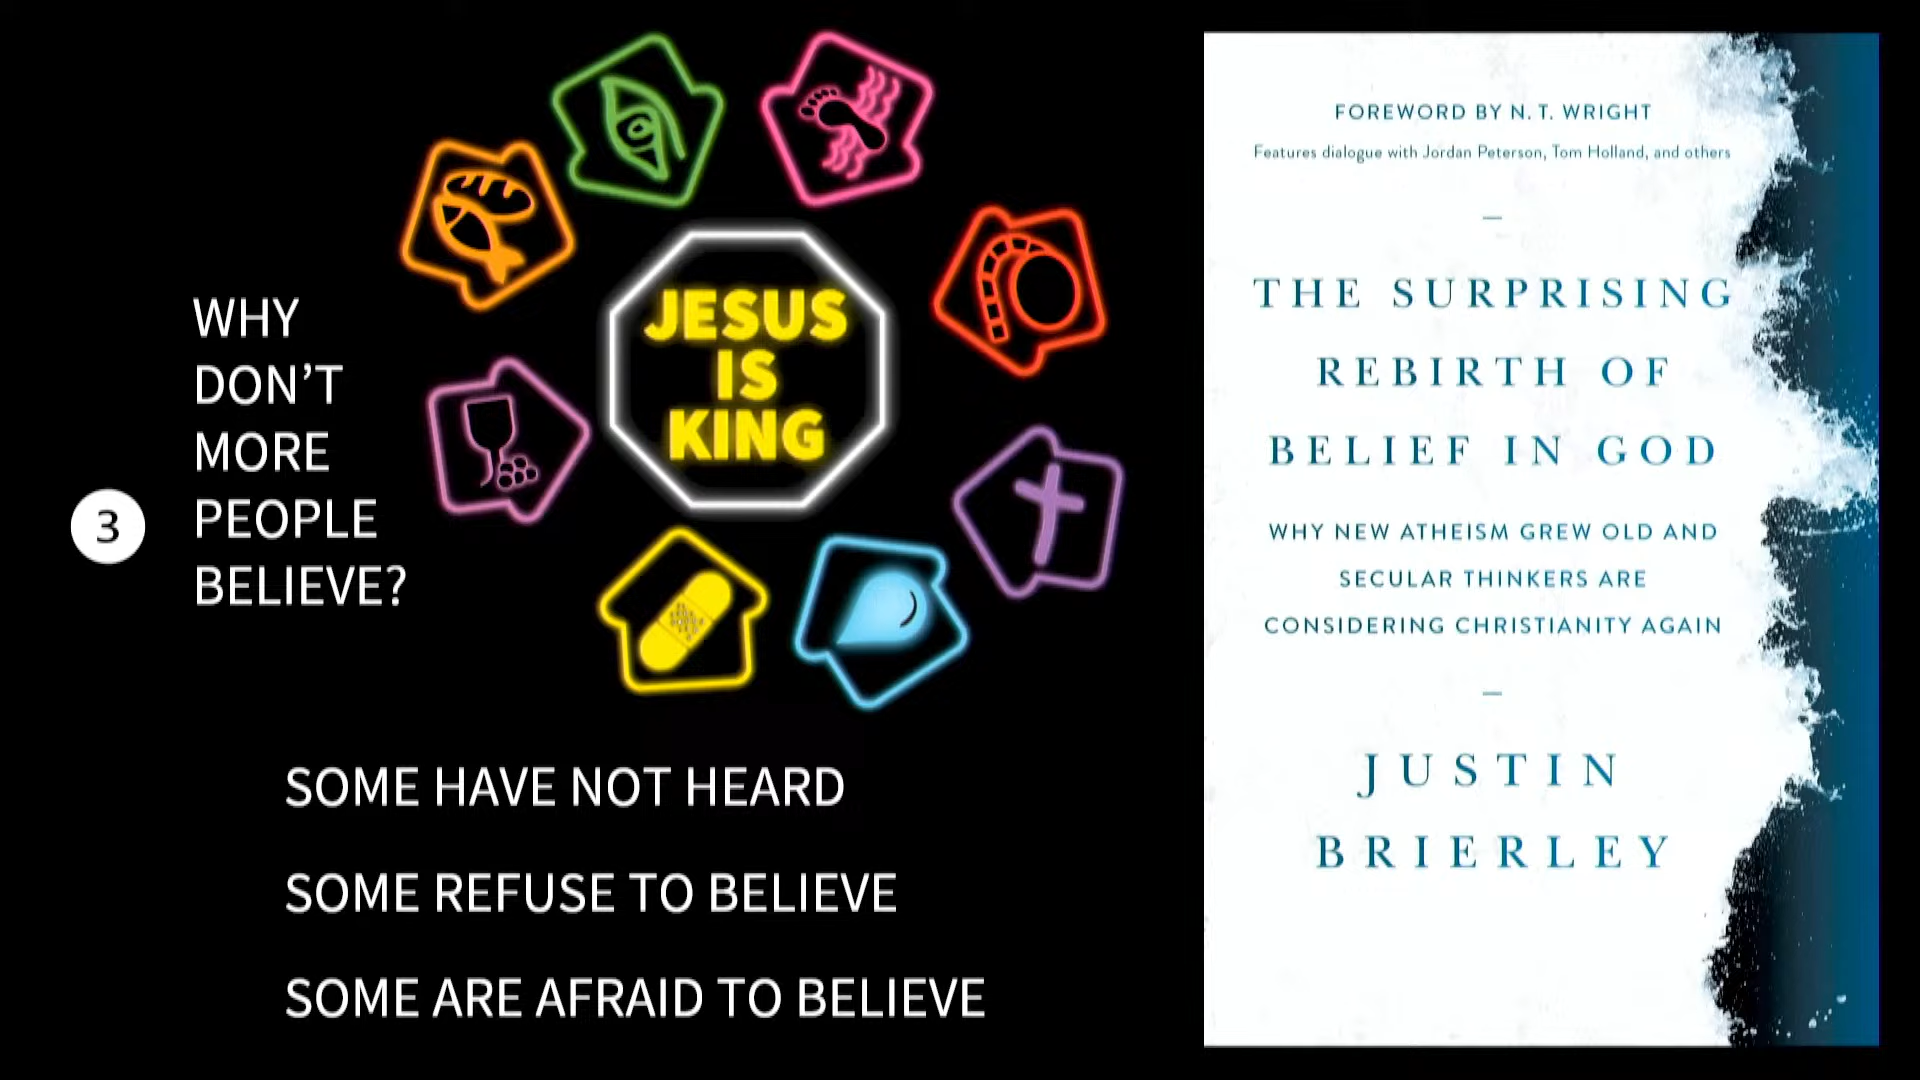 3
WHY
DON'T
MORE
PEOPLE
BELIEVE?
JESUS
IS
KING
SOME HAVE NOT HEARD
SOME REFUSE TO BELIEVE
SOME ARE AFRAID TO BELIEVE
FOREWORD BY N. T. WRIGHT
Features dialogue with Jordan Peterson, Tom Holland, and others
THE SURPRISING
REBIRTH OF
BELIEF IN GOD
WHY NEW ATHEISM GREW OLD AND
SECULAR THINKERS ARE
CONSIDERING CHRISTIANITY AGAIN
JUSTIN
BRIERLEY